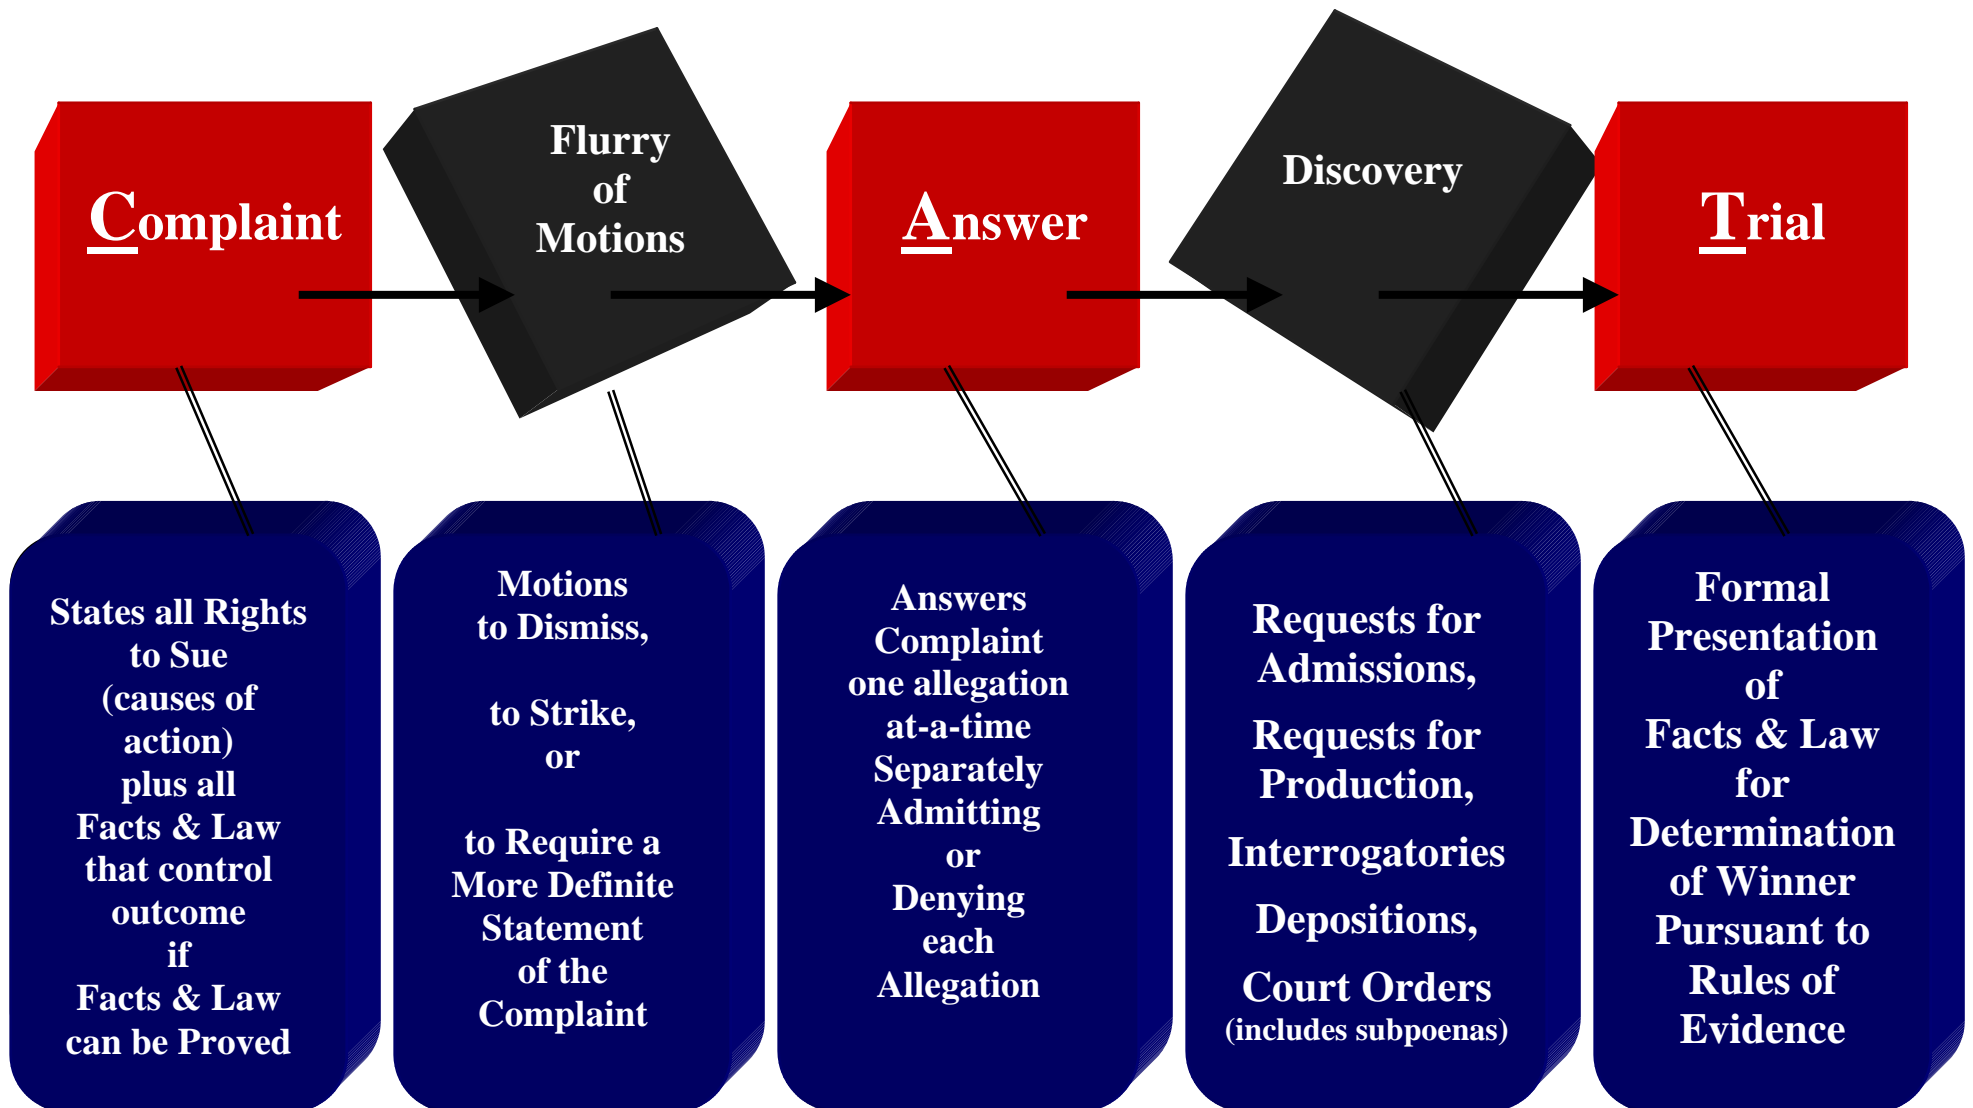 Complaint
Flurry
of
Motions
Answer
Discovery
Trial
States all Rights
to Sue
(causes of
action)
plus all
Facts & Law
that control
outcome
if
Facts & Law
can be Proved
Motions
to Dismiss,
to Strike,
or
to Require a
More Definite
Statement
of the
Complaint
Answers
Complaint
one allegation
at-a-time
Separately
Admitting
or
Denying
each
Allegation
Requests for
Admissions,
Requests for
Production,
Interrogatories
Depositions,
Court Orders
(includes subpoenas)
Formal
Presentation
of
Facts & Law
for
Determination
of Winner
Pursuant to
Rules of
Evidence